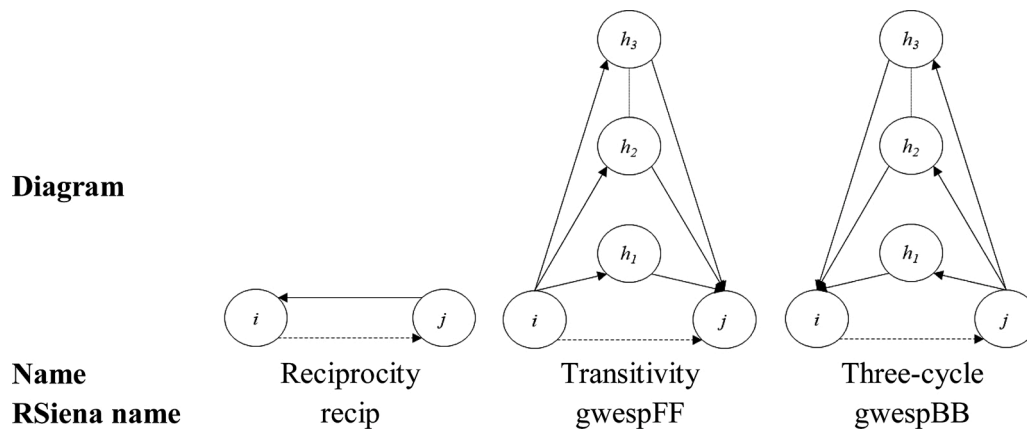 h3 h3
h2 h2
Diagram
h1 h1
i j i j i j
Name Reciprocity Transitivity Three-cycle
RSiena name recip gwespFF gwespBB